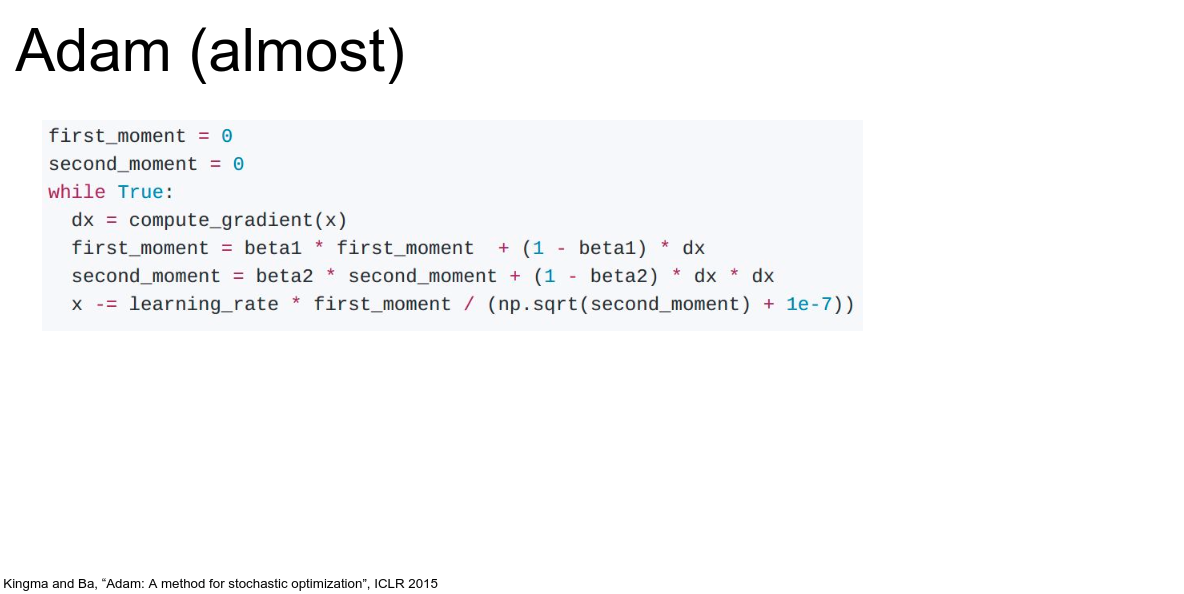 Adam (almost)
first_moment = 0
second_moment = 0
while True:
  dx = compute_gradient(x)
  first_moment = beta1 * first_moment  + (1 - beta1) * dx
  second_moment = beta2 * second_moment + (1 - beta2) * dx * dx
  x -= learning_rate * first_moment / (np.sqrt(second_moment) + 1e-7))
Kingma and Ba, “Adam: A method for stochastic optimization”, ICLR 2015